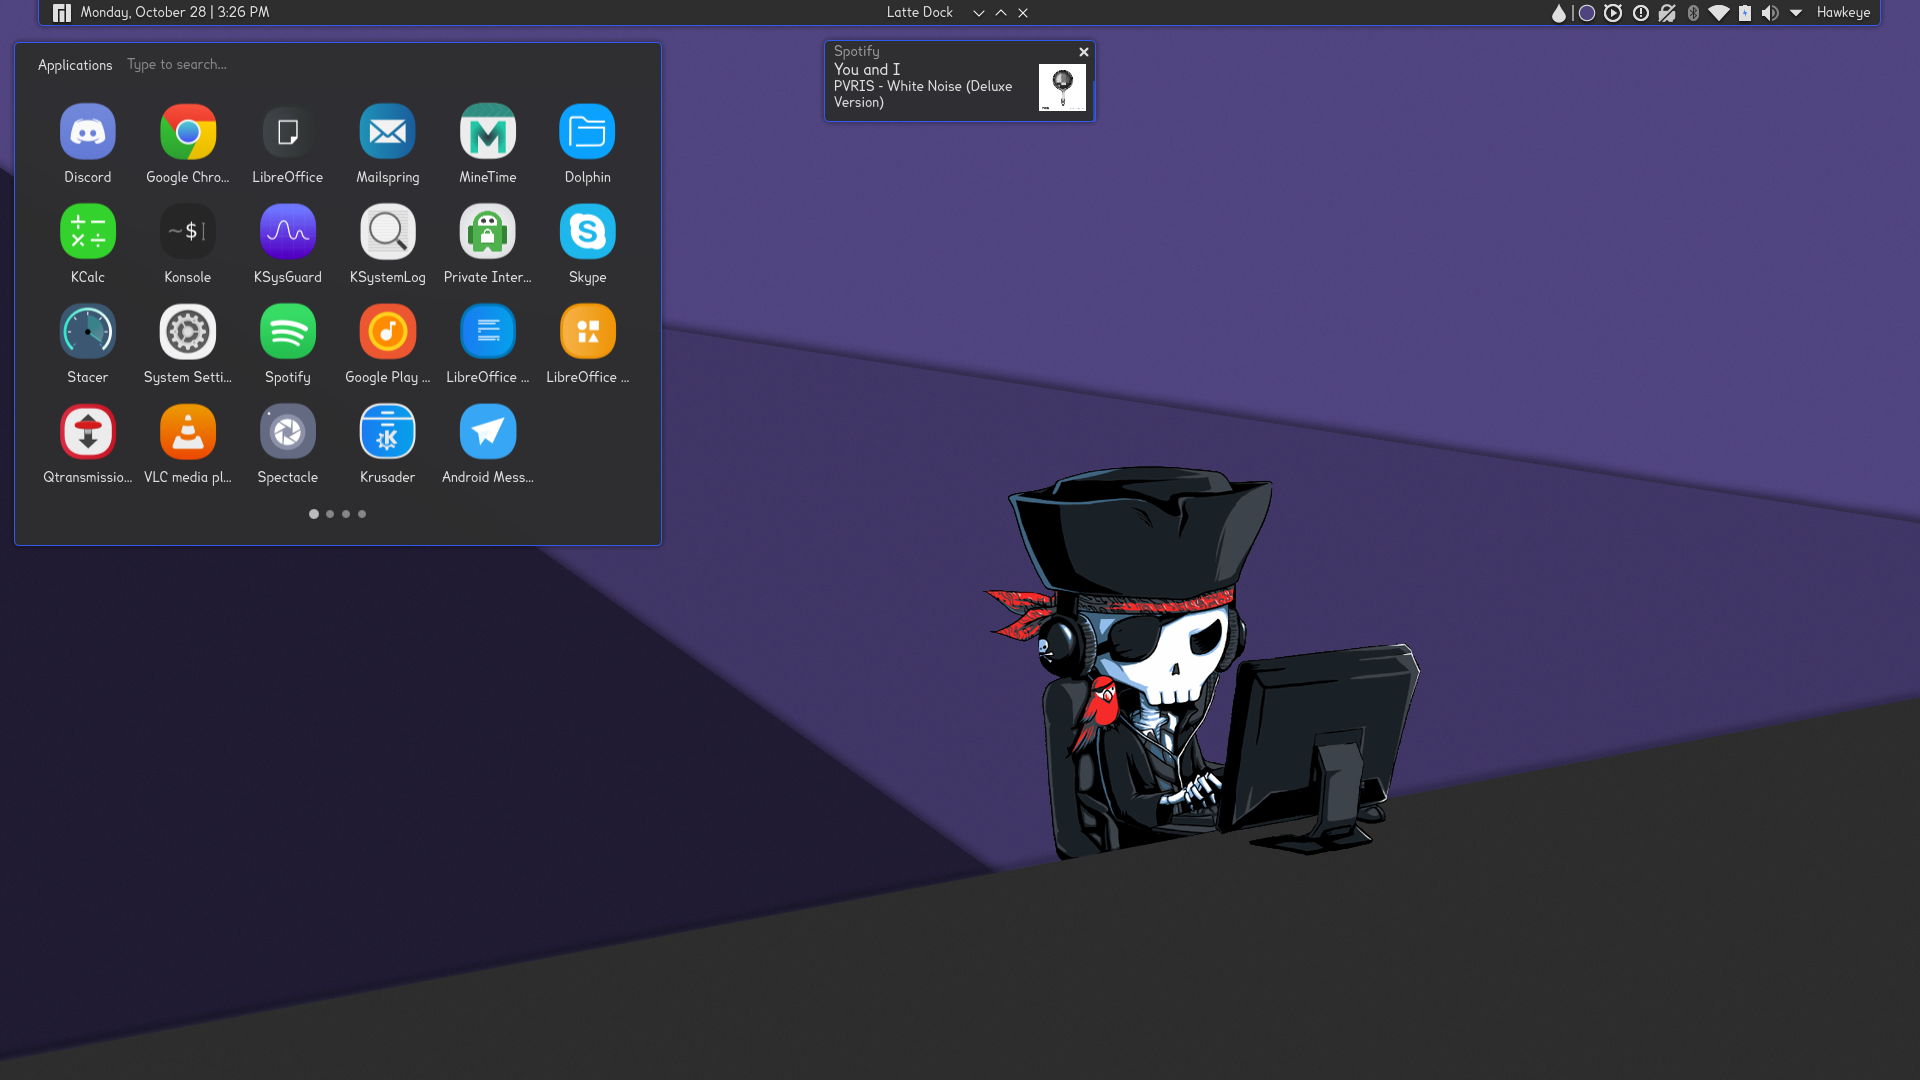 Monday, October 28 | 3:26 PM
Latte Dock
Hawkeye
Applications
Type to search...
Spotify
You and I
PVRIS - White Noise (Deluxe
Version)
Discord
Google Chro...
LibreOffice
Mailspring
MineTime
Dolphin
~$
KCalc
Konsole
KSysGuard
KSystemLog
Private Inter...
Skype
Stacer
System Setti...
Spotify
Google Play ...
LibreOffice ...
LibreOffice ...
Qtransmissio...
VLC media pl...
Spectacle
Krusader
Android Mess...